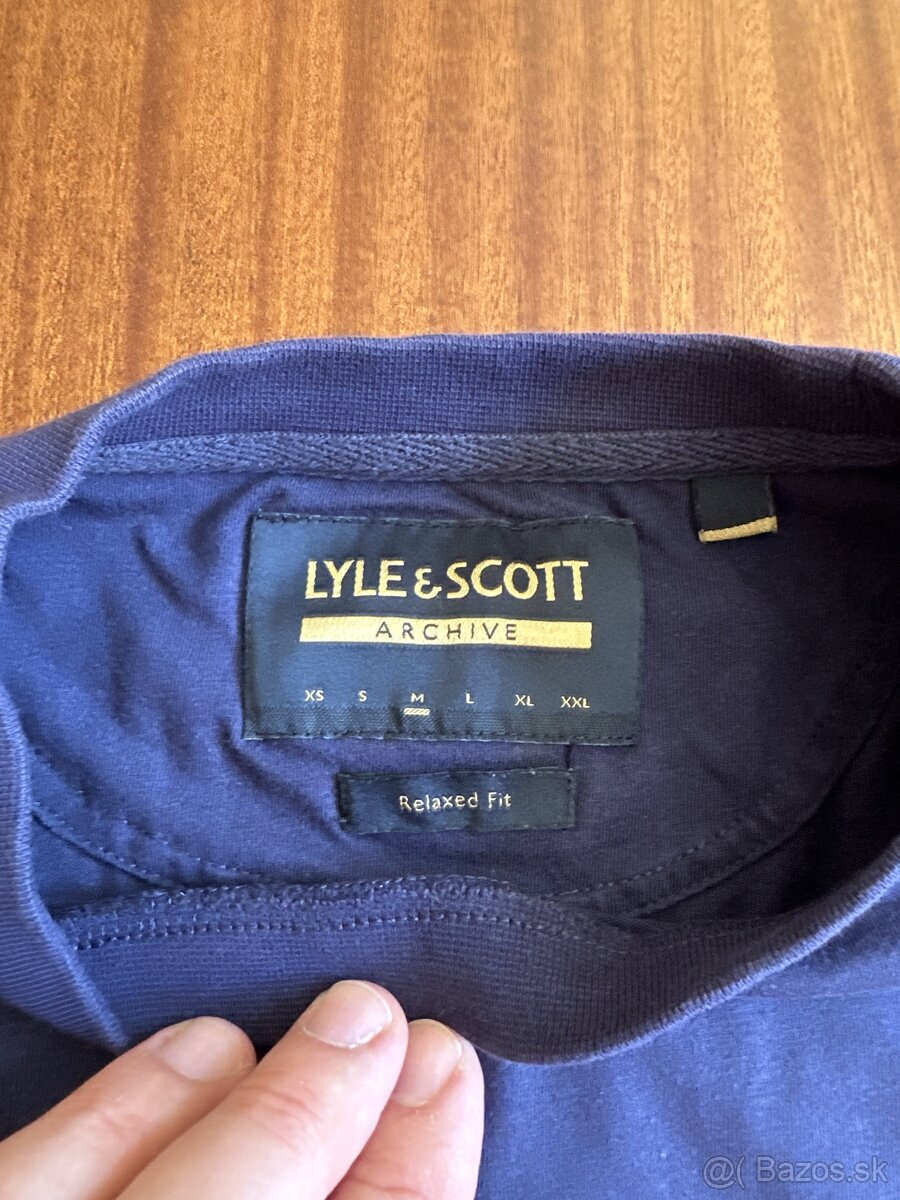 LYLE & SCOTT
ARCHIVE
XS S M L XL XXL
Relaxed Fit
@( Bazos.sk